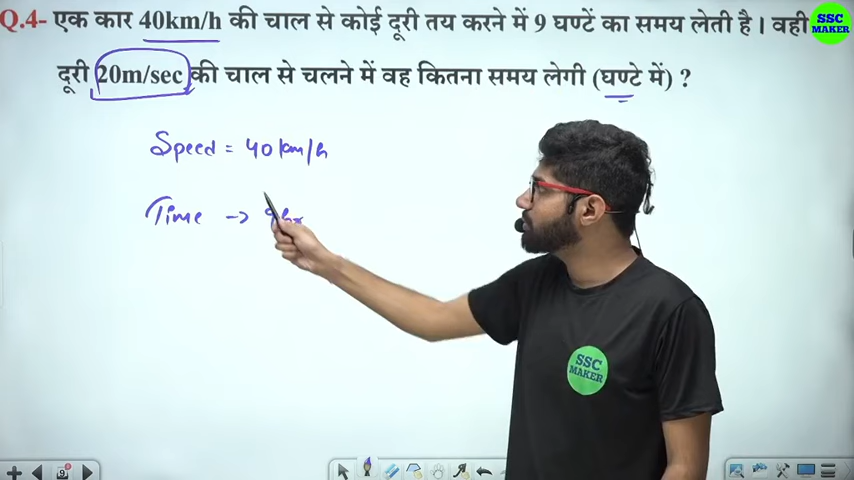 Q.4- एक कार 40km/h की चाल से कोई दूरी तय करने में 9 घण्टें का समय लेती है। वही
दूरी 20m/sec की चाल से चलने में वह कितना समय लेगी (घण्टे में) ?
SSC MAKER
Speed = 40 km/h
Time → 9hr
SSC
MAKER